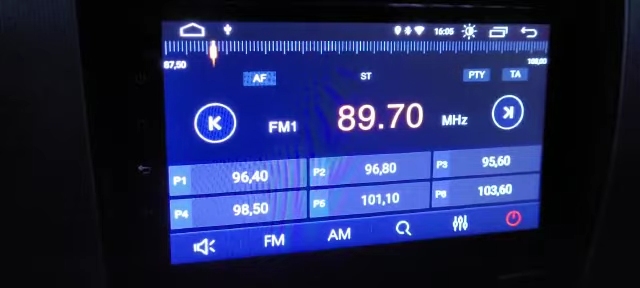 16:05
87,50
108,00
AF
ST
PTY TA
FM1 89.70 MHz
P1 96,40 P2 96,80 P3 95,60
P4 98,50 P5 101,10 P6 103,60
FM AM